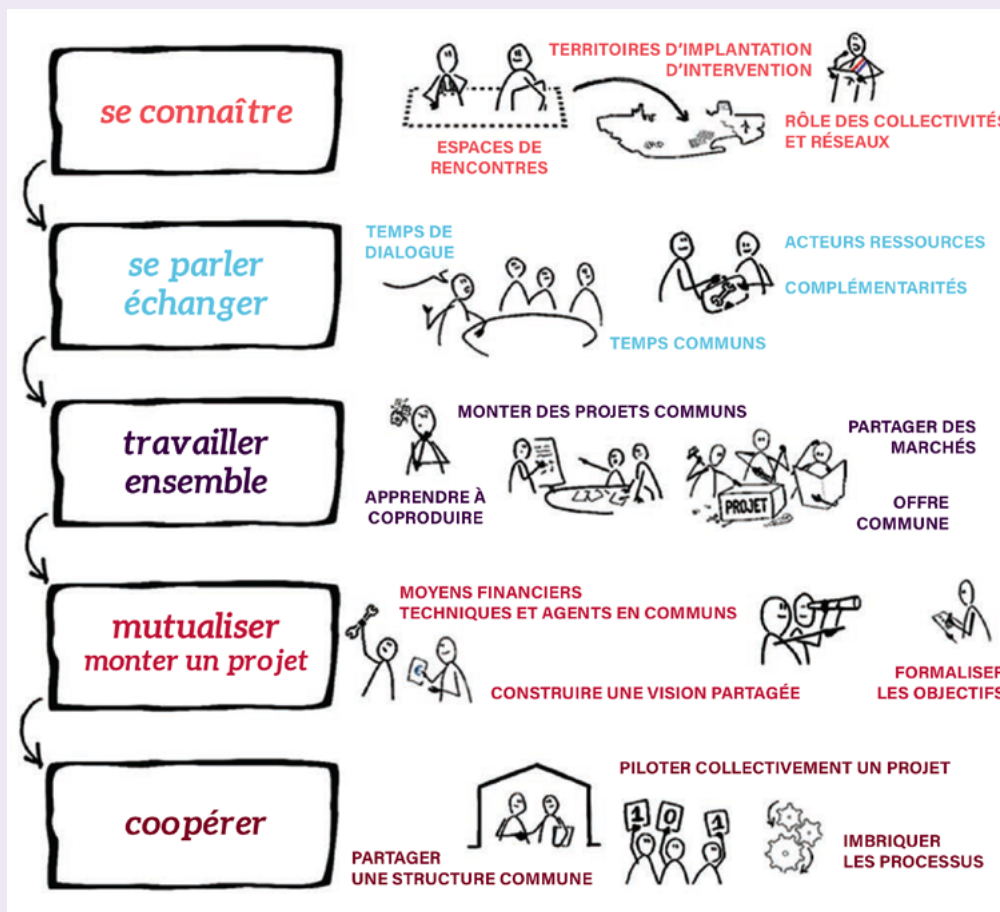 se connaître
TERRITOIRES D'IMPLANTATION
D'INTERVENTION
ESPACES DE
RENCONTRES
RÔLE DES COLLECTIVITÉS
ET RÉSEAUX
se parler
échanger
TEMPS DE
DIALOGUE
TEMPS COMMUNS
ACTEURS RESSOURCES
COMPLÉMENTARITÉS
travailler
ensemble
APPRENDRE À
COPRODUIRE
MONTER DES PROJETS COMMUNS
PROJET
PARTAGER DES
MARCHÉS
OFFRE
COMMUNE
mutualiser
monter un projet
MOYENS FINANCIERS
TECHNIQUES ET AGENTS EN COMMUNS
€
CONSTRUIRE UNE VISION PARTAGÉE
FORMALISER
LES OBJECTIFS
coopérer
PARTAGER
UNE STRUCTURE COMMUNE
PILOTER COLLECTIVEMENT UN PROJET
1 0 1
IMBRIQUER
LES PROCESSUS